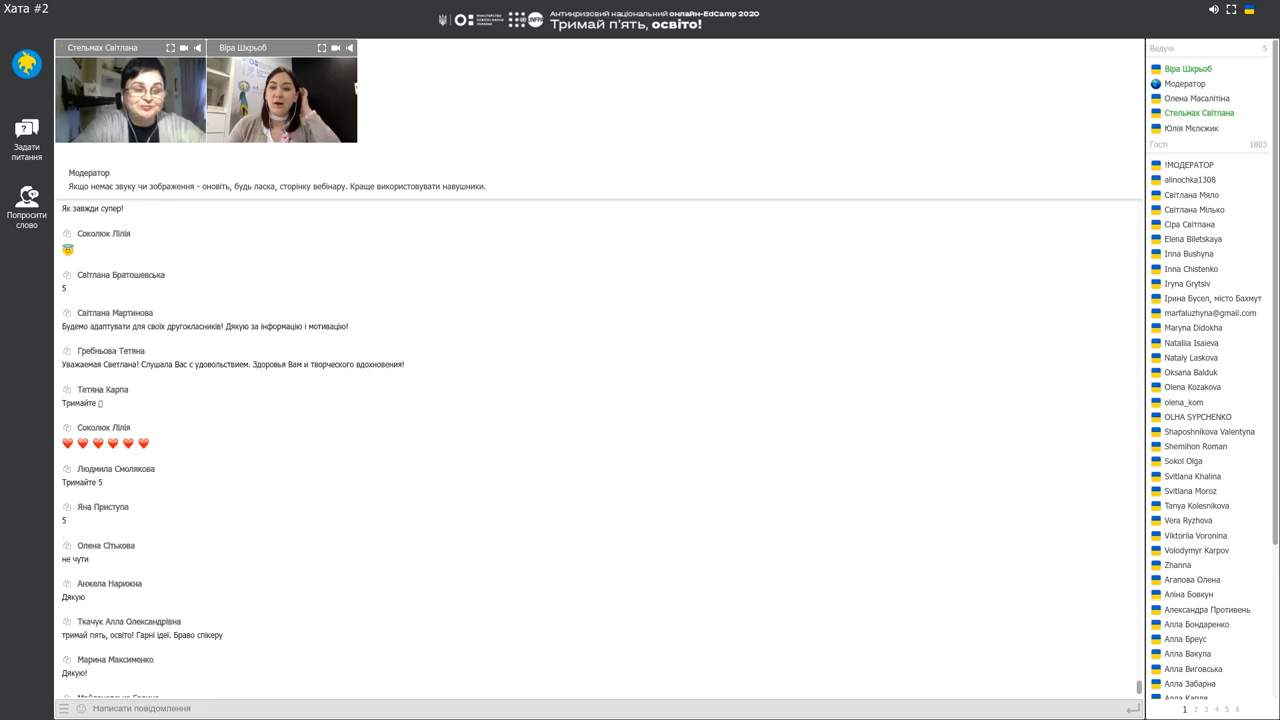 Хата #2
МІНІСТЕРСТВО ОСВІТИ І НАУКИ УКРАЇНИ
Антикризовий національний онлайн-EdCamp 2020
Тримай п'ять, освіто!
Стельмах Світлана
Віра Шкрьоб
Задати питання
Попросити слово
Модератор
Якщо немає звуку чи зображення - оновіть, будь ласка, сторінку вебінару. Краще використовувати навушники.
Як завжди супер!
Соколюк Лілія
Світлана Братошевська
5
Світлана Мартинова
Будемо адаптувати для своїх другокласників! Дякую за інформацію і мотивацію!
Гребньова Тетяна
Уважаемая Светлана! Слушала Вас с удовольствием. Здоровья Вам и творческого вдохновения!
Тетяна Карпа
Тримайте
Соколюк Лілія
Людмила Смолякова
Тримайте 5
Яна Приступа
5
Олена Сітькова
не чути
Анжела Нарижна
Дякую
Ткачук Алла Олександрівна
тримай пять, освіто! Гарні ідеї. Браво спікеру
Марина Максименко
Дякую!
Написати повідомлення
Ведучі 5
Віра Шкрьоб
Модератор
Олена Масалітіна
Стельмах Світлана
Юлія Мєлєжик
Гості 1803
!МОДЕРАТОР
alinochka1308
Світлана Мяло
Світлана Мілько
Сіра Світлана
Elena Biletskaya
Inna Bushyna
Inna Chistenko
Iryna Grytsiv
Ірина Бусел, місто Бахмут
marfaluzhyna@gmail.com
Maryna Didokha
Nataliia Isaieva
Nataly Laskova
Oksana Balduk
Olena Kozakova
olena_kom
OLHA SYPCHENKO
Shaposhnikova Valentyna
Shemihon Roman
Sokol Olga
Svitlana Khalina
Svitlana Moroz
Tanya Kolesnikova
Vera Ryzhova
Viktoriia Voronina
Volodymyr Karpov
Zhanna
Агапова Олена
Аліна Бовкун
Александра Противень
Алла Бондаренко
Алла Бреус
Алла Вакула
Алла Виговська
Алла Забарна
Алла Капля
1 2 3 4 5 6